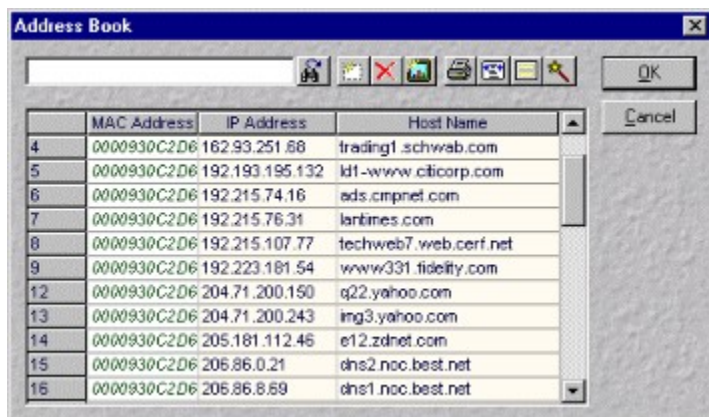 Address Book
OK
Cancel
MAC Address IP Address Host Name
4 0000930C2D6 162.93.251.68 trading1.schwab.com
5 0000930C2D6 192.193.195.132 ld1-www.citicorp.com
6 0000930C2D6 192.215.74.16 ads.cmpnet.com
7 0000930C2D6 192.215.76.31 lantimes.com
8 0000930C2D6 192.215.107.77 techweb7.web.cerf.net
9 0000930C2D6 192.223.181.54 www331.fidelity.com
12 0000930C2D6 204.71.200.150 q22.yahoo.com
13 0000930C2D6 204.71.200.243 img3.yahoo.com
14 0000930C2D6 205.181.112.46 e12.zdnet.com
15 0000930C2D6 206.86.0.21 dns2.noc.best.net
16 0000930C2D6 206.86.8.69 dns1.noc.best.net